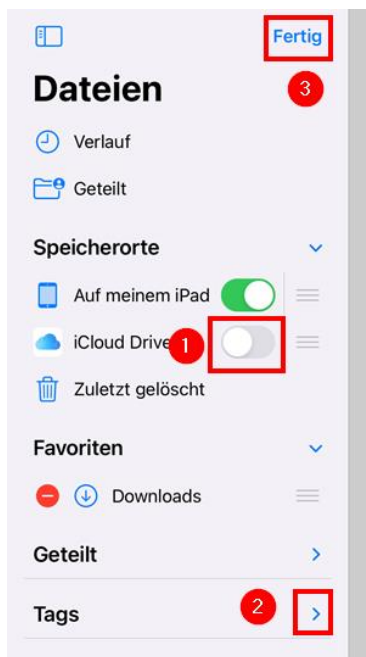 Fertig
Dateien
3
Verlauf
Geteilt
Speicherorte
Auf meinem iPad
iCloud Drive
1
Zuletzt gelöscht
Favoriten
Downloads
Geteilt
Tags
2